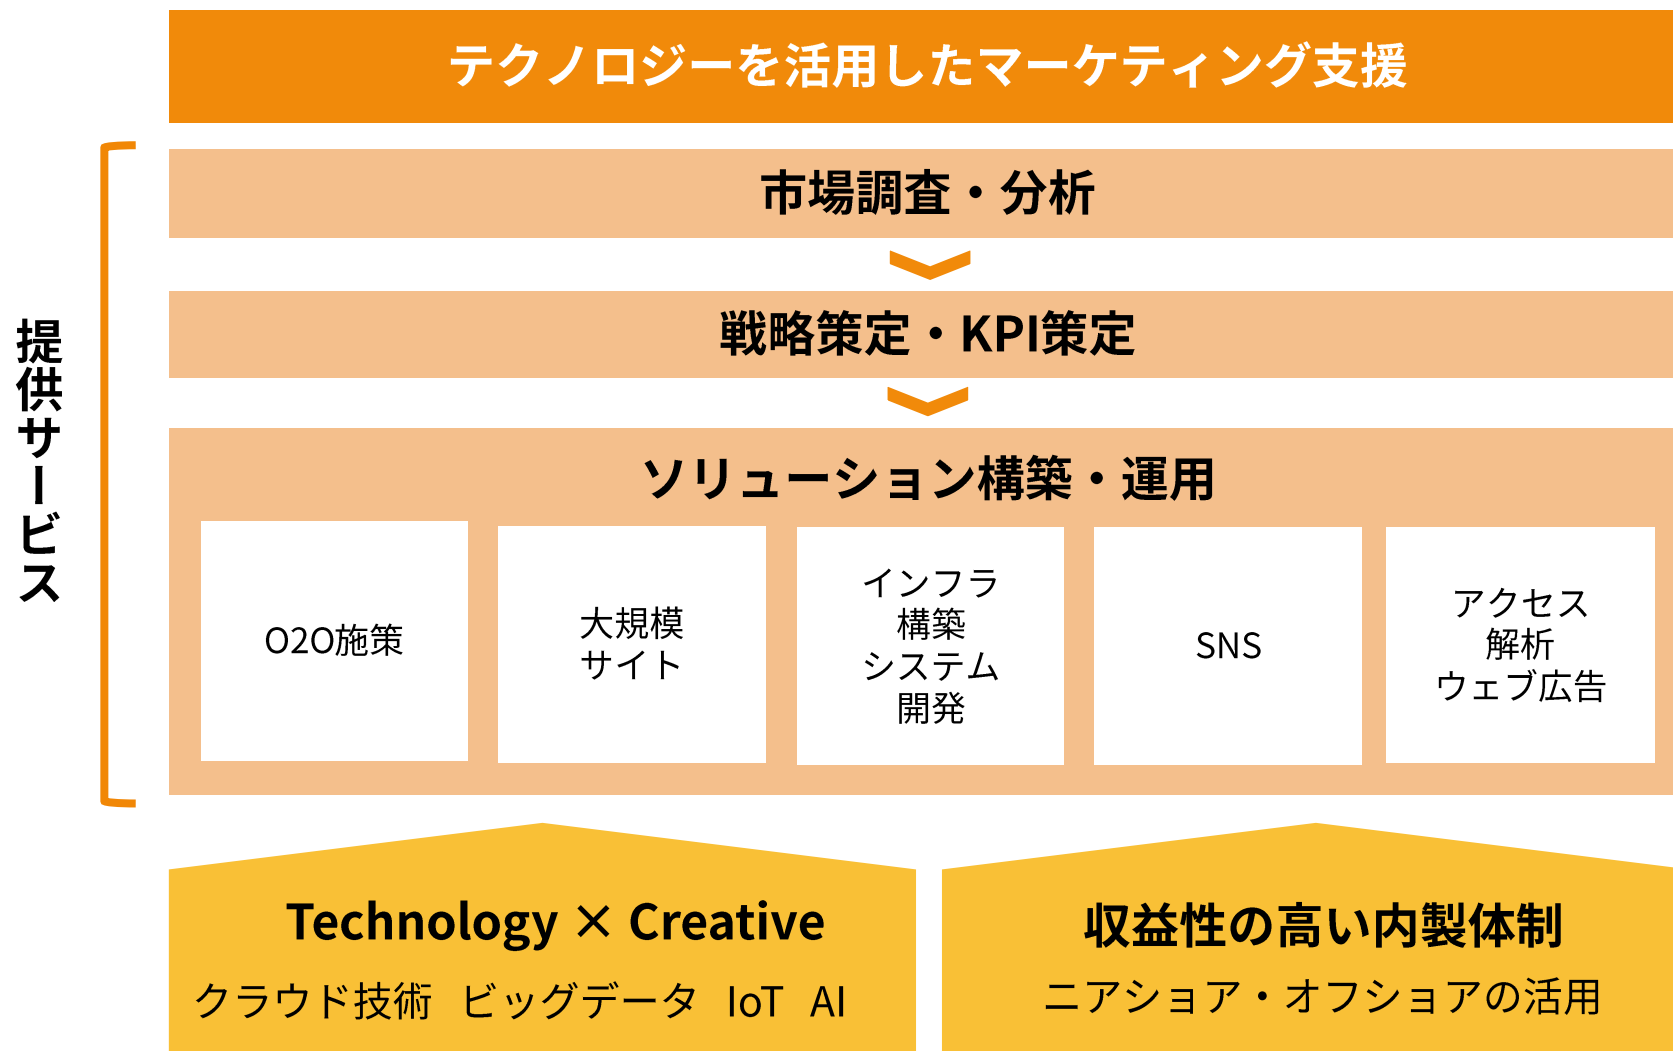 テクノロジーを活用したマーケティング支援
提供サービス
市場調査・分析
戦略策定・KPI策定
ソリューション構築・運用
O2O施策
大規模
サイト
インフラ
構築
システム
開発
SNS
アクセス
解析
ウェブ広告
Technology × Creative
クラウド技術 ビッグデータ IoT AI
収益性の高い内製体制
ニアショア・オフショアの活用